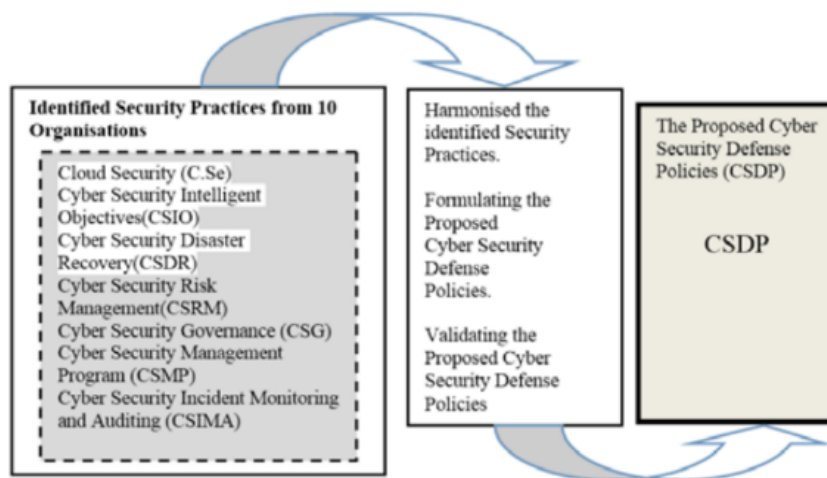 Identified Security Practices from 10
Organisations
Cloud Security (C.Se)
Cyber Security Intelligent
Objectives(CSIO)
Cyber Security Disaster
Recovery(CSDR)
Cyber Security Risk
Management(CSRM)
Cyber Security Governance (CSG)
Cyber Security Management
Program (CSMP)
Cyber Security Incident Monitoring
and Auditing (CSIMA)
Harmonised the
identified Security
Practices.
Formulating the
Proposed
Cyber Security
Defense
Policies.
Validating the
Proposed Cyber
Security Defense
Policies
The Proposed Cyber
Security Defense
Policies (CSDP)
CSDP